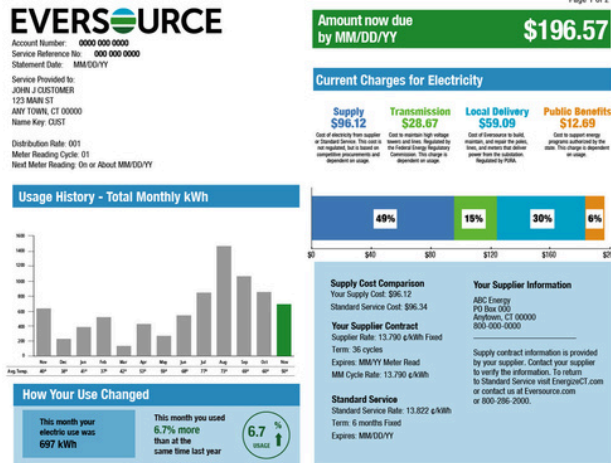 Page 1 of 2
EVERSOURCE
Account Number: 0000 000 0000
Service Reference No: 000 000 0000
Statement Date: MM/DD/YY
Service Provided to:
JOHN J CUSTOMER
123 MAIN ST
ANY TOWN, CT 00000
Name Key: CUST
Distribution Rate: 001
Meter Reading Cycle: 01
Next Meter Reading: On or About MM/DD/YY
Usage History - Total Monthly kWh
1600
1400
1200
1000
800
600
400
200
0
Nov Dec Jan Feb Mar Apr May Jun Jul Aug Sep Oct Nov
Avg. Temp.
How Your Use Changed
This month your
electric use was
697 kWh
This month you used
6.7% more
than at the
same time last year
6.7 %
USAGE
Amount now due
by MM/DD/YY
$196.57
Current Charges for Electricity
Supply
$96.12
Cost of electricity from supplier
or Standard Service. This cost is
not regulated, but is based on
competitive procurements and
dependent on usage.
Transmission
$28.67
Cost to maintain high voltage
towers and lines. Regulated by
the Federal Energy Regulatory
Commission. This charge is
dependent on usage.
Local Delivery
$59.09
Cost of Eversource to build,
maintain, and repair the poles,
lines, and meters that deliver
power from the substation.
Regulated by PURA.
Public Benefits
$12.69
Cost to support energy
programs authorized by the
state. This charge is dependent
on usage.
49% 15% 30% 6%
$0 $40 $80 $120 $160
Supply Cost Comparison
Your Supply Cost: $96.12
Standard Service Cost: $96.34
Your Supplier Contract
Supplier Rate: 13.790 ¢/kWh Fixed
Term: 36 cycles
Expires: MM/YY Meter Read
MM Cycle Rate: 13.790 ¢/kWh
Standard Service
Standard Service Rate: 13.822 ¢/kWh
Term: 6 months Fixed
Expires: MM/DD/YY
Your Supplier Information
ABC Energy
PO Box 000
Anytown, CT 00000
800-000-0000
Supply contract information is provided
by your supplier. Contact your supplier
to verify the information. To return
to Standard Service visit EnergizeCT.com
or contact us at Eversource.com
or 800-286-2000.